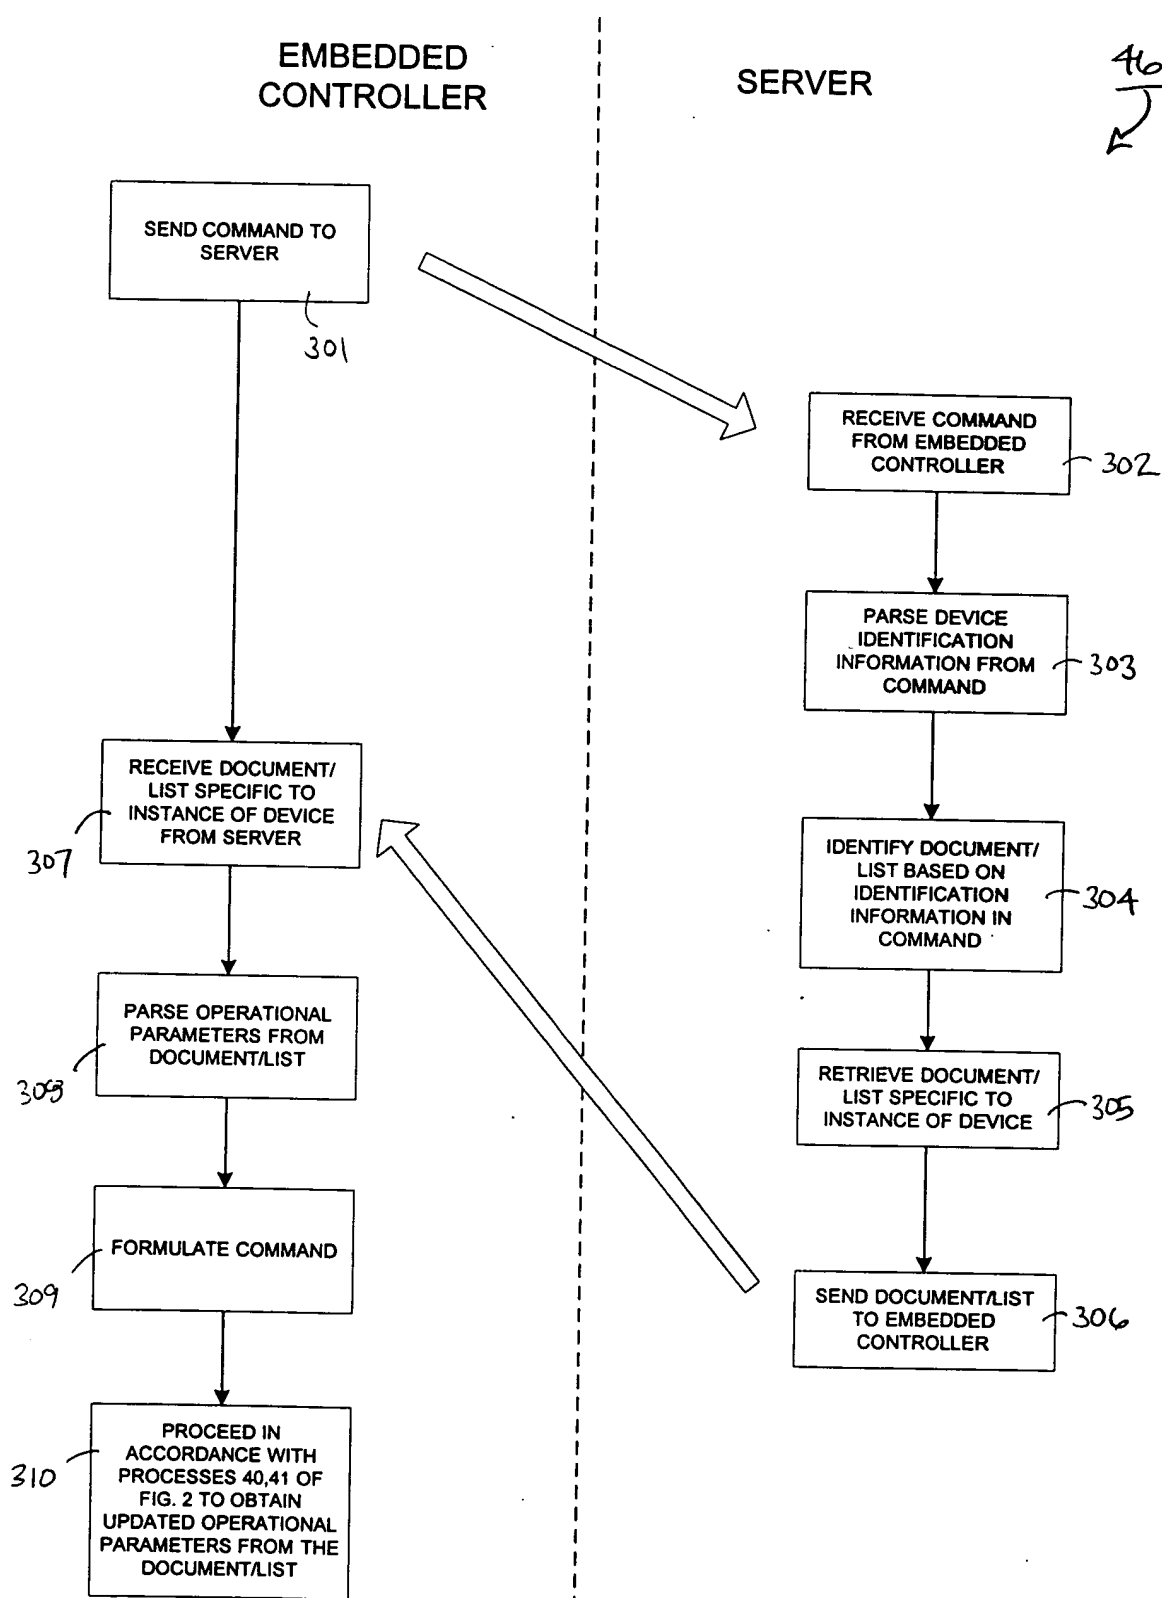 EMBEDDED
CONTROLLER
SERVER
46
SEND COMMAND TO
SERVER
301
RECEIVE COMMAND
FROM EMBEDDED
CONTROLLER
302
PARSE DEVICE
IDENTIFICATION
INFORMATION FROM
COMMAND
303
RECEIVE DOCUMENT/
LIST SPECIFIC TO
INSTANCE OF DEVICE
FROM SERVER
307
IDENTIFY DOCUMENT/
LIST BASED ON
IDENTIFICATION
INFORMATION IN
COMMAND
304
PARSE OPERATIONAL
PARAMETERS FROM
DOCUMENT/LIST
308
RETRIEVE DOCUMENT/
LIST SPECIFIC TO
INSTANCE OF DEVICE
305
FORMULATE COMMAND
309
SEND DOCUMENT/LIST
TO EMBEDDED
CONTROLLER
306
PROCEED IN
ACCORDANCE WITH
PROCESSES 40,41 OF
FIG. 2 TO OBTAIN
UPDATED OPERATIONAL
PARAMETERS FROM THE
DOCUMENT/LIST
310